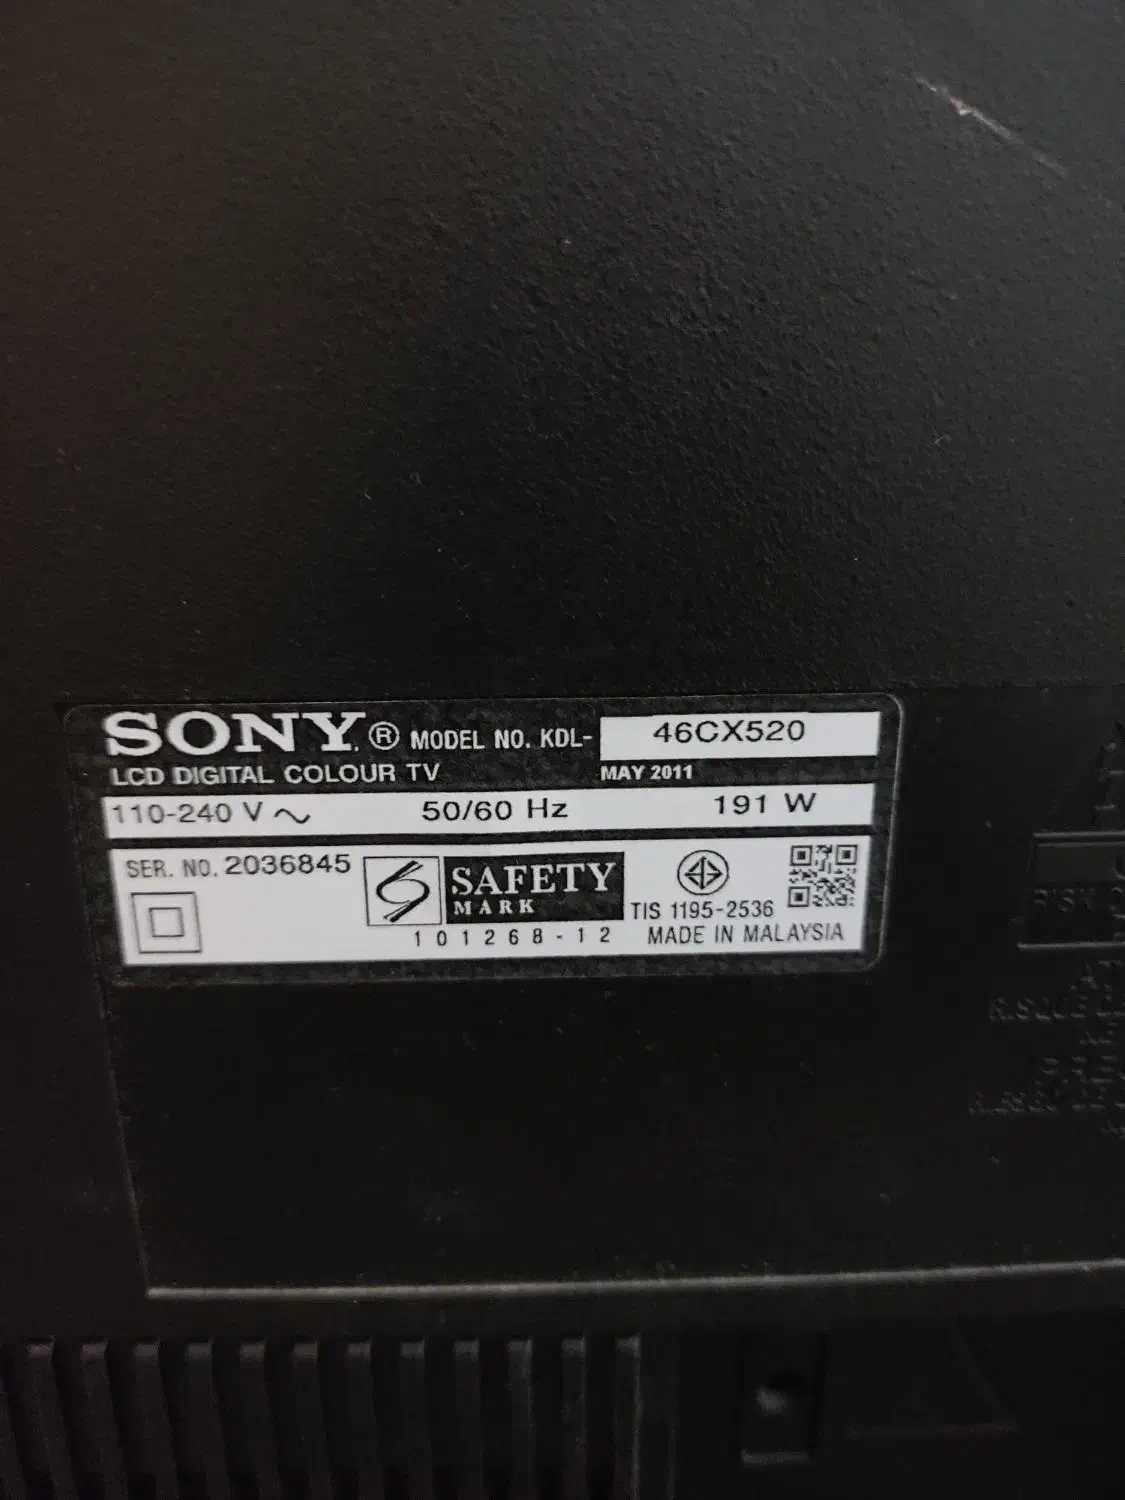 SONY® MODEL NO. KDL- 46CX520
LCD DIGITAL COLOUR TV MAY 2011
110-240 V ~ 50/60 Hz 191 W
SER. NO. 2036845
SAFETY
MARK
101268-12
TIS 1195-2536
MADE IN MALAYSIA